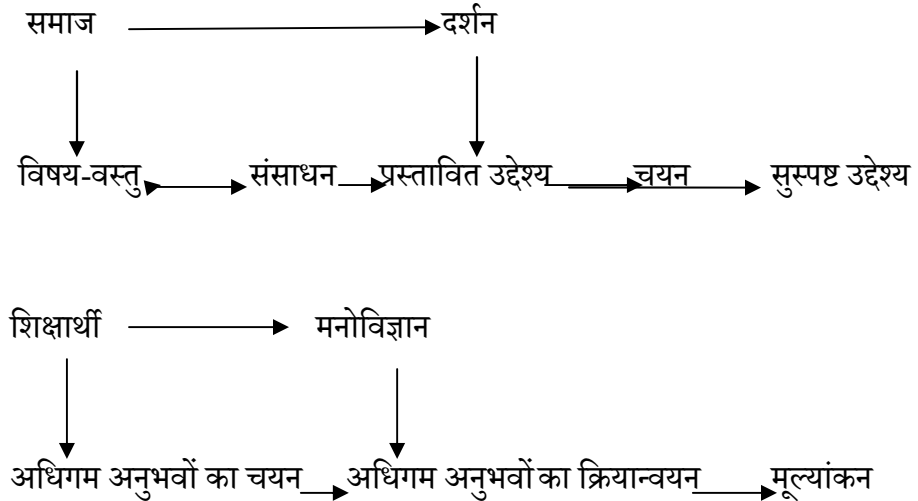 समाज दर्शन
विषय-वस्तु संसाधन प्रस्तावित उद्देश्य चयन सुस्पष्ट उद्देश्य
शिक्षार्थी मनोविज्ञान
अधिगम अनुभवों का चयन अधिगम अनुभवों का क्रियान्वयन मूल्यांकन